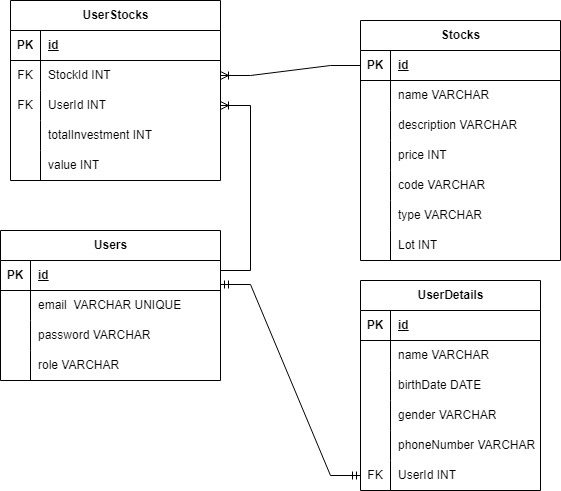 UserStocks
PK id
FK StockId INT
FK UserId INT
totalInvestment INT
value INT
Stocks
PK id
name VARCHAR
description VARCHAR
price INT
code VARCHAR
type VARCHAR
Lot INT
Users
PK id
email  VARCHAR UNIQUE
password VARCHAR
role VARCHAR
UserDetails
PK id
name VARCHAR
birthDate DATE
gender VARCHAR
phoneNumber VARCHAR
FK UserId INT